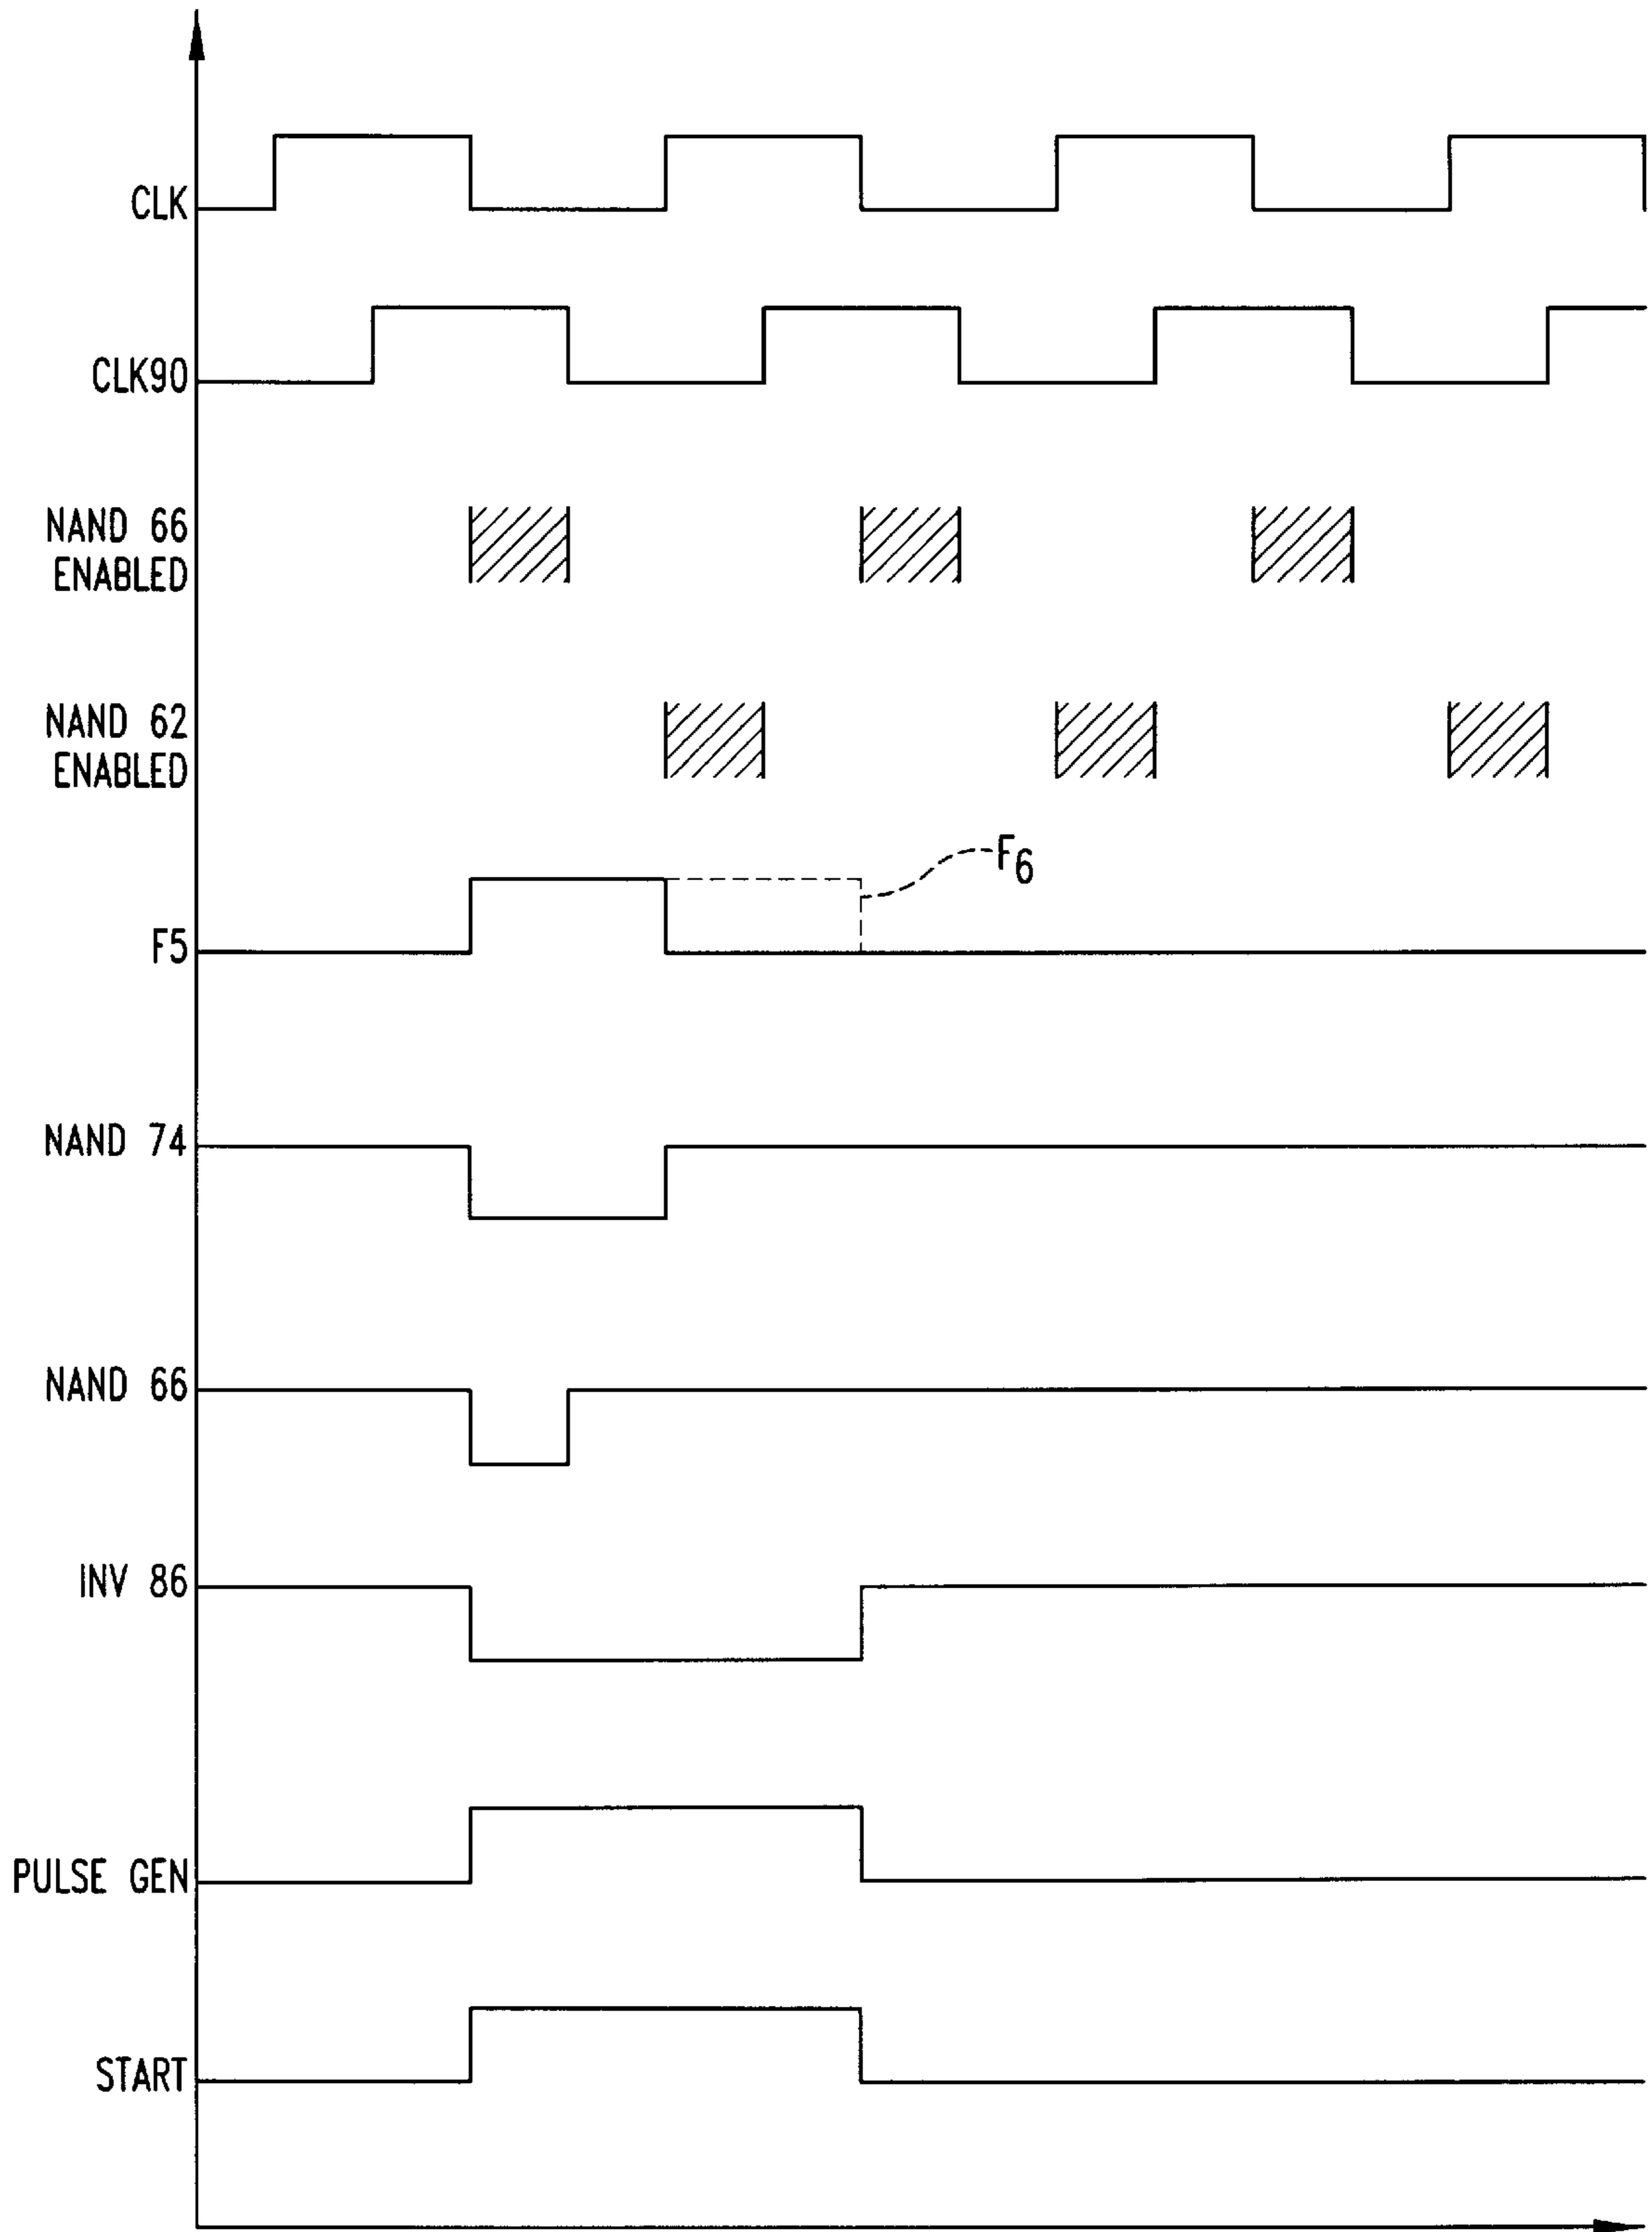 CLK
CLK90
NAND 66
ENABLED
NAND 62
ENABLED
F6
F5
NAND 74
NAND 66
INV 86
PULSE GEN
START